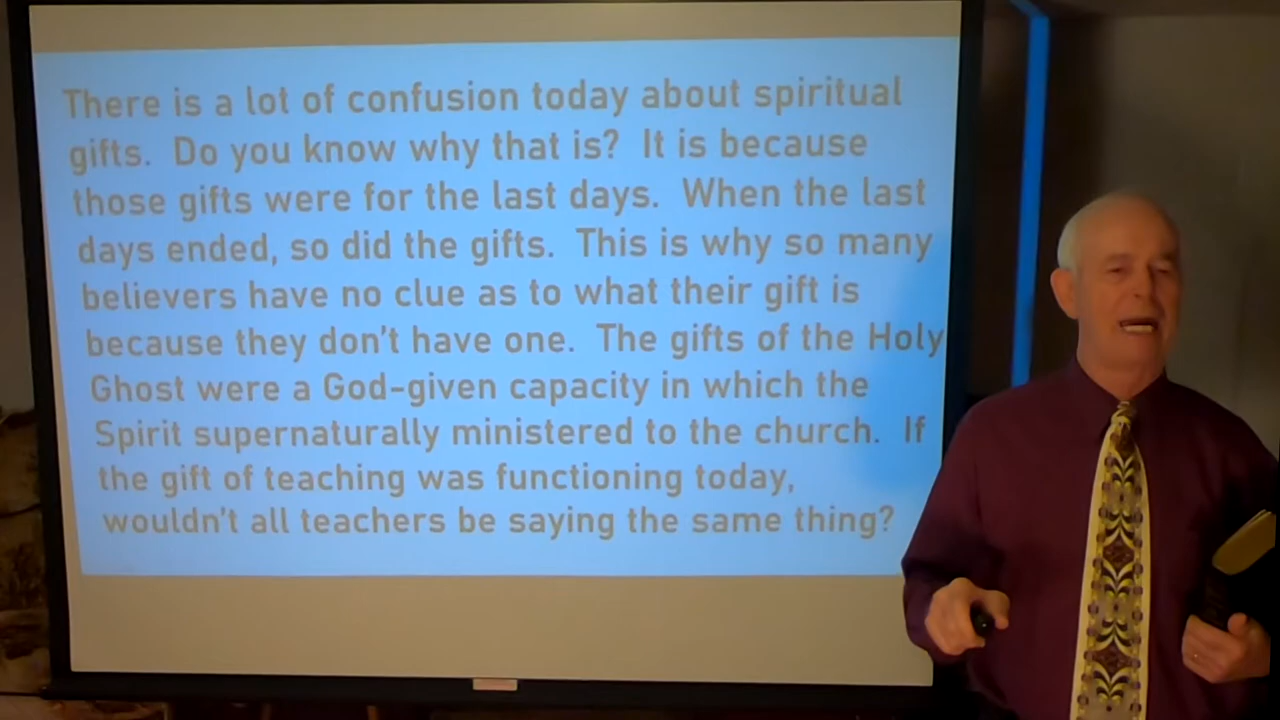 There is a lot of confusion today about spiritual
gifts.  Do you know why that is?  It is because
those gifts were for the last days.  When the last
days ended, so did the gifts.  This is why so many
believers have no clue as to what their gift is
because they don't have one.  The gifts of the Holy
Ghost were a God-given capacity in which the
Spirit supernaturally ministered to the church.  If
the gift of teaching was functioning today,
wouldn't all teachers be saying the same thing?